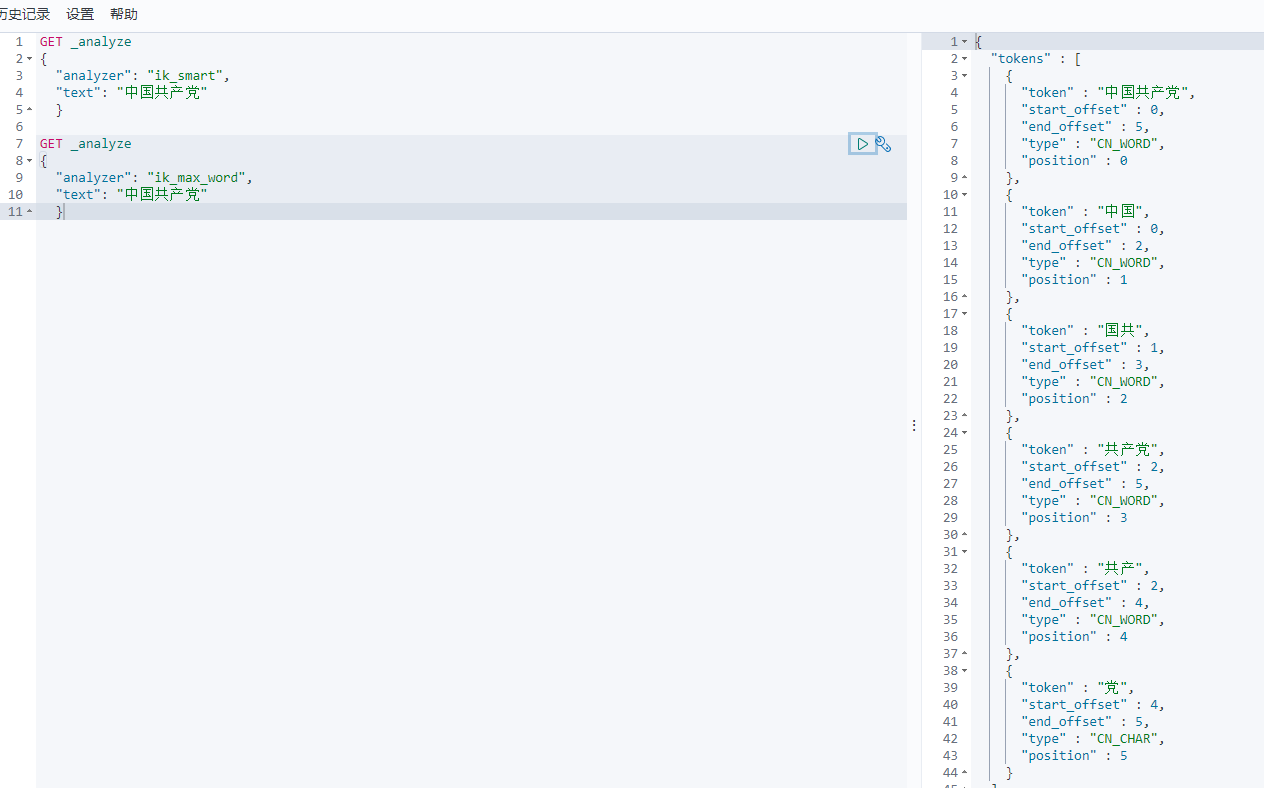 历史记录 设置 帮助
1 GET _analyze
2 {
3 "analyzer": "ik_smart",
4 "text": "中国共产党"
5 }
6
7 GET _analyze
8 {
9 "analyzer": "ik_max_word",
10 "text": "中国共产党"
11 }
1 {
2 "tokens" : [
3 {
4 "token" : "中国共产党",
5 "start_offset" : 0,
6 "end_offset" : 5,
7 "type" : "CN_WORD",
8 "position" : 0
9 },
10 {
11 "token" : "中国",
12 "start_offset" : 0,
13 "end_offset" : 2,
14 "type" : "CN_WORD",
15 "position" : 1
16 },
17 {
18 "token" : "国共",
19 "start_offset" : 1,
20 "end_offset" : 3,
21 "type" : "CN_WORD",
22 "position" : 2
23 },
24 {
25 "token" : "共产党",
26 "start_offset" : 2,
27 "end_offset" : 5,
28 "type" : "CN_WORD",
29 "position" : 3
30 },
31 {
32 "token" : "共产",
33 "start_offset" : 2,
34 "end_offset" : 4,
35 "type" : "CN_WORD",
36 "position" : 4
37 },
38 {
39 "token" : "党",
40 "start_offset" : 4,
41 "end_offset" : 5,
42 "type" : "CN_CHAR",
43 "position" : 5
44 }
45 ]